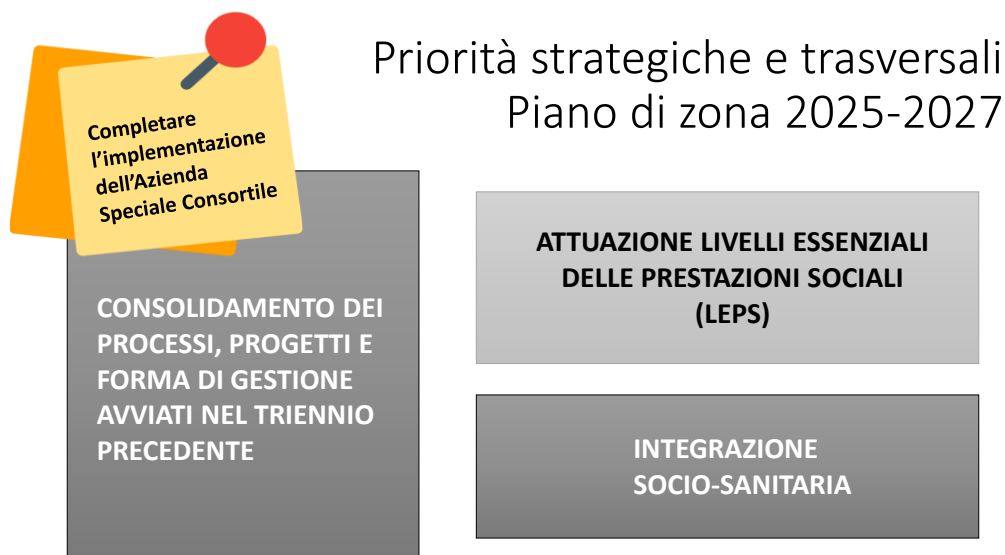 Priorità strategiche e trasversali
Piano di zona 2025-2027
Completare
l’implementazione
dell’Azienda
Speciale Consortile
CONSOLIDAMENTO DEI
PROCESSI, PROGETTI E
FORMA DI GESTIONE
AVVIATI NEL TRIENNIO
PRECEDENTE
ATTUAZIONE LIVELLI ESSENZIALI
DELLE PRESTAZIONI SOCIALI
(LEPS)
INTEGRAZIONE
SOCIO-SANITARIA